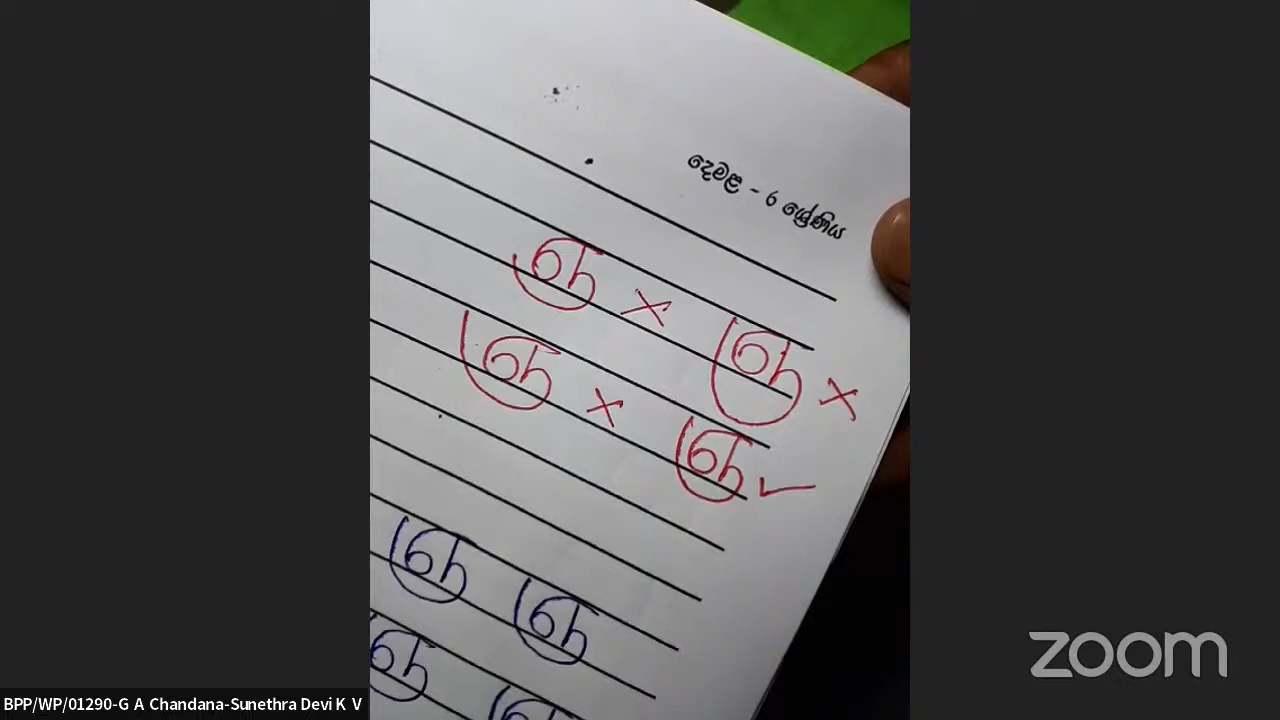 දෙමළ - 6 ශ්‍රේණිය
ஞ × ஞ ×
ஞ × ஞ ✓
ஞ ஞ
ஞ ஞ
zoom
BPP/WP/01290-G A Chandana-Sunethra Devi K V